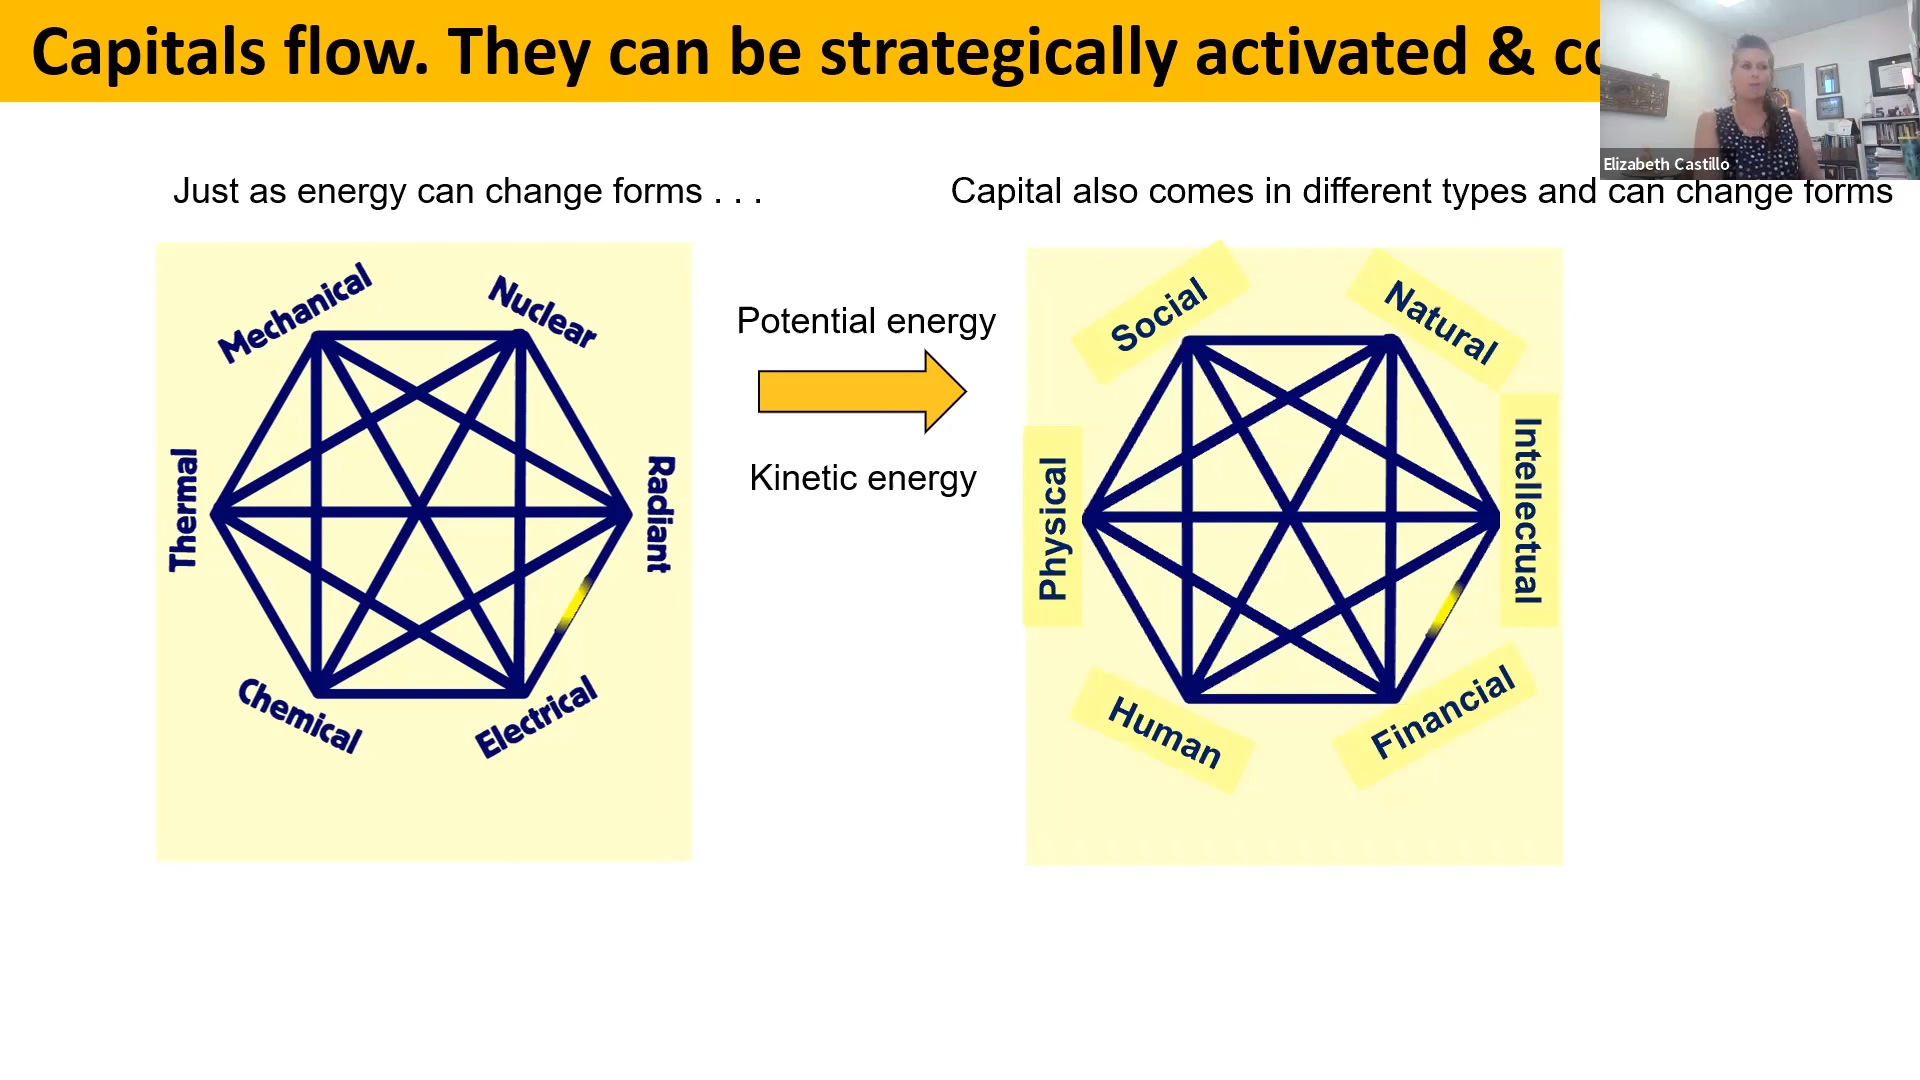 Capitals flow. They can be strategically activated & co
Elizabeth Castillo
Just as energy can change forms . . .
Capital also comes in different types and can change forms
Mechanical
Nuclear
Thermal
Radiant
Chemical
Electrical
Potential energy
Kinetic energy
Social
Natural
Physical
Intellectual
Human
Financial